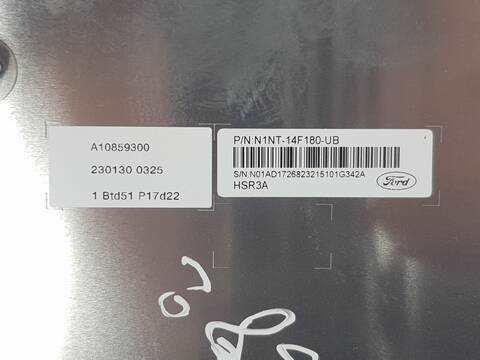 A10859300
230130 0325
1 Btd51 P17d22
P/N:N1NT-14F180-UB
S/N N01AD1726823215101G342A
HSR3A
Ford